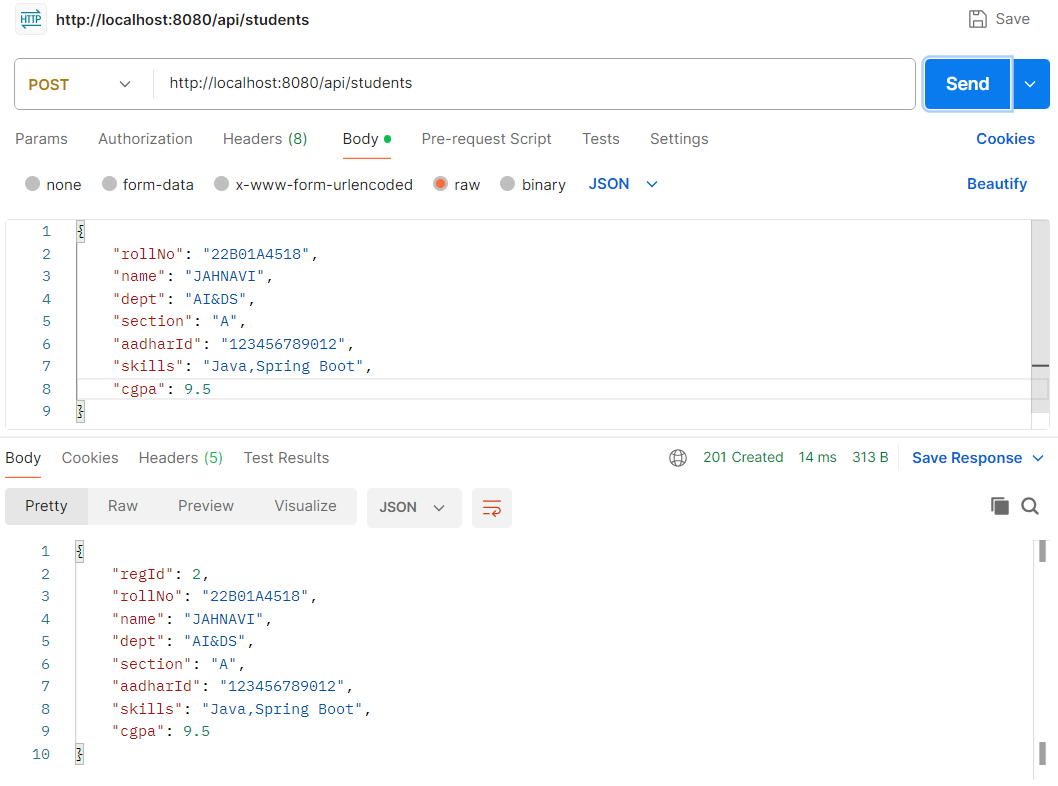 HTTP http://localhost:8080/api/students Save
POST http://localhost:8080/api/students Send
Params Authorization Headers (8) Body Pre-request Script Tests Settings Cookies
none form-data x-www-form-urlencoded raw binary JSON Beautify
1 {
2 "rollNo": "22B01A4518",
3 "name": "JAHNAVI",
4 "dept": "AI&DS",
5 "section": "A",
6 "aadharId": "123456789012",
7 "skills": "Java,Spring Boot",
8 "cgpa": 9.5
9 }
Body Cookies Headers (5) Test Results 201 Created 14 ms 313 B Save Response
Pretty Raw Preview Visualize JSON
1 {
2 "regId": 2,
3 "rollNo": "22B01A4518",
4 "name": "JAHNAVI",
5 "dept": "AI&DS",
6 "section": "A",
7 "aadharId": "123456789012",
8 "skills": "Java,Spring Boot",
9 "cgpa": 9.5
10 }